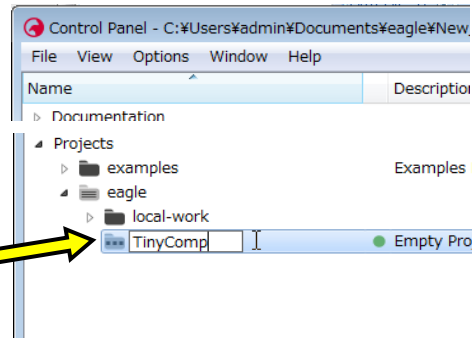 Control Panel - C:¥Users¥admin¥Documents¥eagle¥New_
File View Options Window Help
Name Description
Documentation
Projects
examples Examples
eagle
local-work
TinyComp Empty Pro